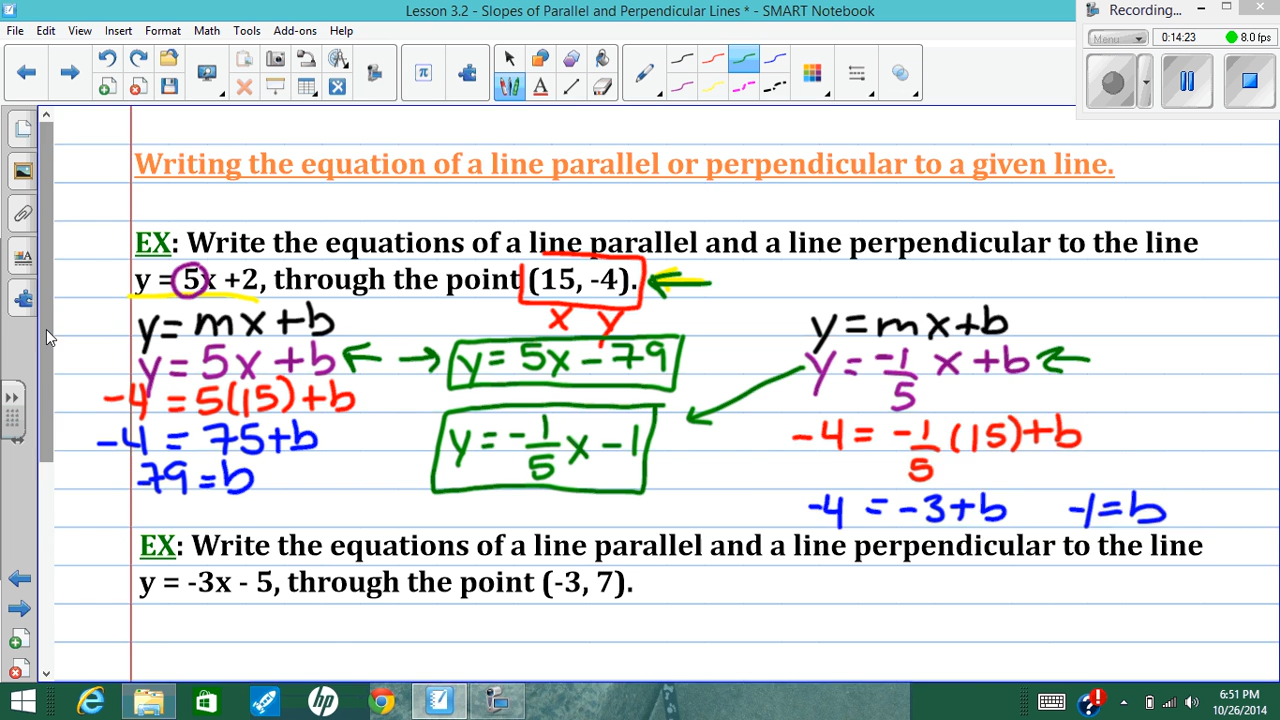 Lesson 3.2 - Slopes of Parallel and Perpendicular Lines * - SMART Notebook
Recording...
File Edit View Insert Format Math Tools Add-ons Help
Menu 0:14:23 8.0 fps
Writing the equation of a line parallel or perpendicular to a given line.
EX: Write the equations of a line parallel and a line perpendicular to the line
y = 5x +2, through the point (15, -4).
x y
y = mx + b
y = 5x + b
-4 = 5(15) + b
-4 = 75 + b
-79 = b
y = 5x - 79
y = -1/5 x - 1
y = mx + b
y = -1/5 x + b
-4 = -1/5 (15) + b
-4 = -3 + b -1 = b
EX: Write the equations of a line parallel and a line perpendicular to the line
y = -3x - 5, through the point (-3, 7).
6:51 PM
10/26/2014